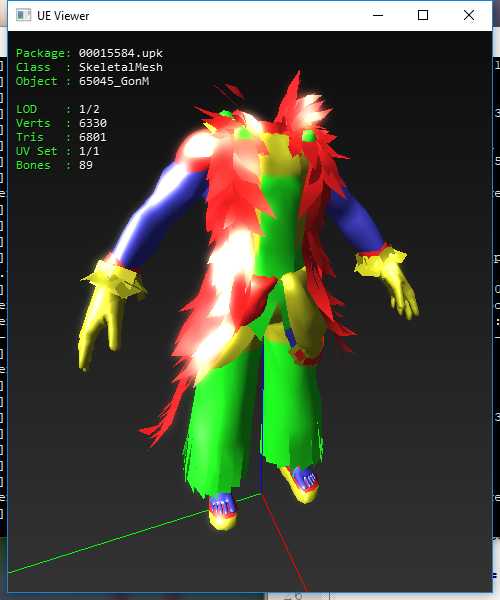 UE Viewer
Package: 00015584.upk
Class : SkeletalMesh
Object : 65045_GonM
LOD : 1/2
Verts : 6330
Tris : 6801
UV Set : 1/1
Bones : 89